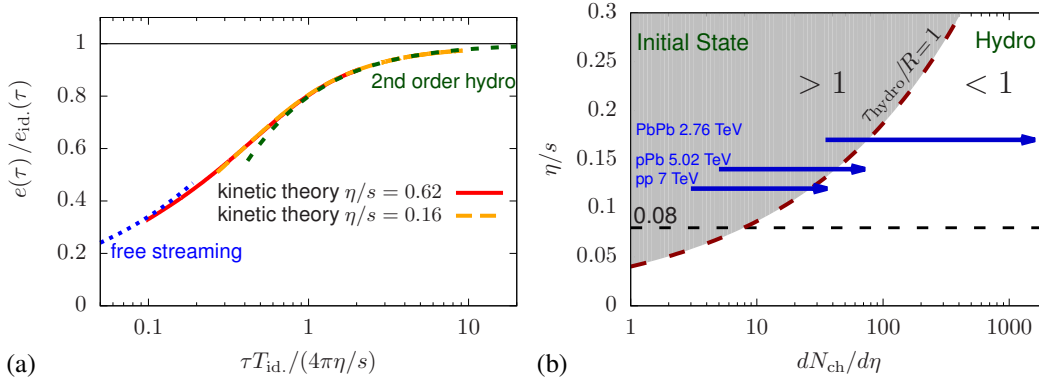 1
0.8
0.6
0.4
0.2
0
0.1
1
10
e(τ)/e_id.(τ)
τT_id./(4πη/s)
2nd order hydro
kinetic theory η/s = 0.62
kinetic theory η/s = 0.16
free streaming
(a)
0.3
0.25
0.2
0.15
0.1
0.05
0
1
10
100
1000
η/s
dN_ch/dη
Initial State
Hydro
> 1
< 1
τ_hydro/R = 1
PbPb 2.76 TeV
pPb 5.02 TeV
pp 7 TeV
0.08
(b)